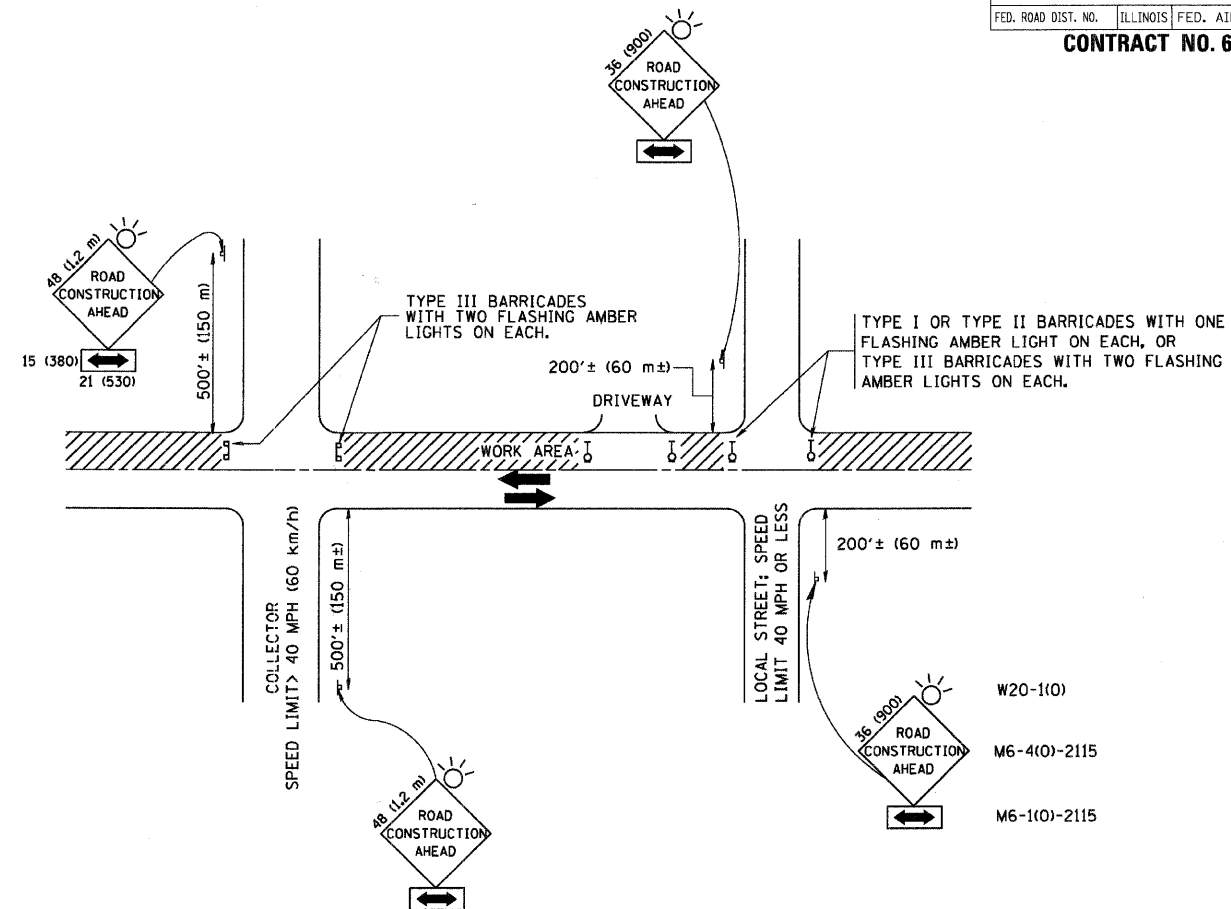 FED. ROAD DIST. NO. ILLINOIS FED. AI
CONTRACT NO. 6
36 (900)
ROAD
CONSTRUCTION
AHEAD
48 (1.2 m)
ROAD
CONSTRUCTION
AHEAD
15 (380)
21 (530)
500'± (150 m)
TYPE III BARRICADES
WITH TWO FLASHING AMBER
LIGHTS ON EACH.
200'± (60 m±)
DRIVEWAY
TYPE I OR TYPE II BARRICADES WITH ONE
FLASHING AMBER LIGHT ON EACH, OR
TYPE III BARRICADES WITH TWO FLASHING
AMBER LIGHTS ON EACH.
WORK AREA
COLLECTOR
SPEED LIMIT> 40 MPH (60 km/h)
500'± (150 m±)
LOCAL STREET; SPEED
LIMIT 40 MPH OR LESS
200'± (60 m±)
48 (1.2 m)
ROAD
CONSTRUCTION
AHEAD
36 (900)
ROAD
CONSTRUCTION
AHEAD
W20-1(O)
M6-4(O)-2115
M6-1(O)-2115